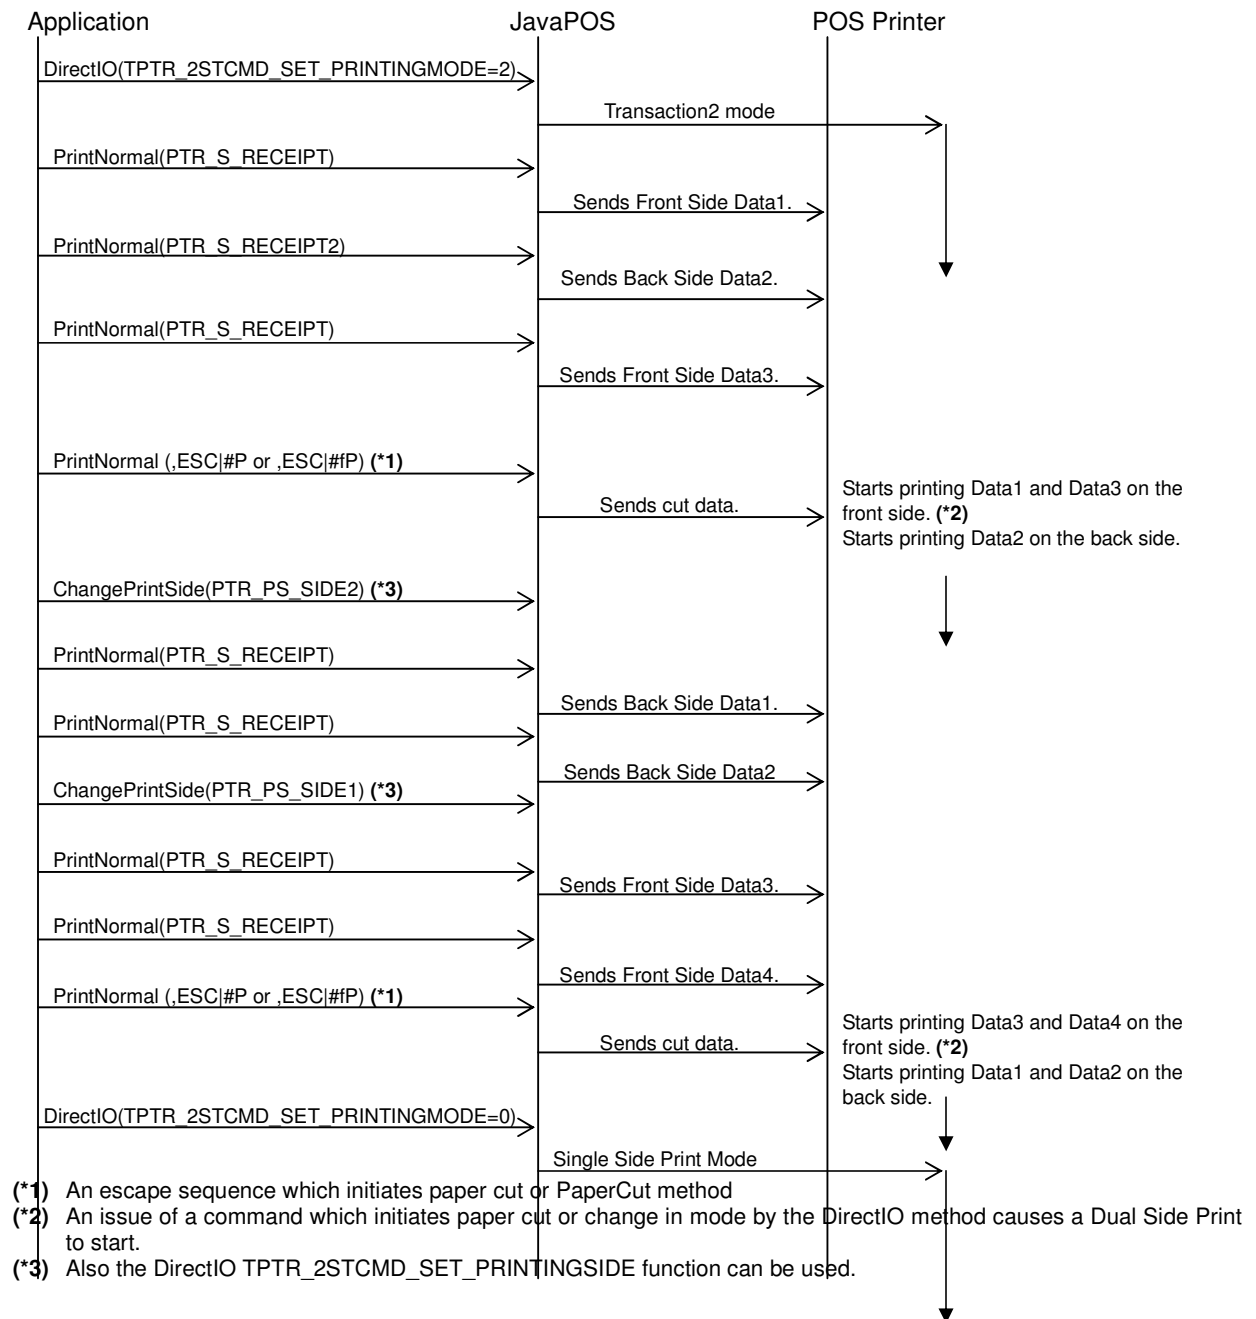 Application JavaPOS POS Printer
DirectIO(TPTR_2STCMD_SET_PRINTINGMODE=2)
Transaction2 mode
PrintNormal(PTR_S_RECEIPT)
Sends Front Side Data1.
PrintNormal(PTR_S_RECEIPT2)
Sends Back Side Data2.
PrintNormal(PTR_S_RECEIPT)
Sends Front Side Data3.
PrintNormal (,ESC|#P or ,ESC|#fP) (*1)
Sends cut data.
Starts printing Data1 and Data3 on the
front side. (*2)
Starts printing Data2 on the back side.
ChangePrintSide(PTR_PS_SIDE2) (*3)
PrintNormal(PTR_S_RECEIPT)
Sends Back Side Data1.
PrintNormal(PTR_S_RECEIPT)
Sends Back Side Data2
ChangePrintSide(PTR_PS_SIDE1) (*3)
PrintNormal(PTR_S_RECEIPT)
Sends Front Side Data3.
PrintNormal(PTR_S_RECEIPT)
Sends Front Side Data4.
PrintNormal (,ESC|#P or ,ESC|#fP) (*1)
Sends cut data.
Starts printing Data3 and Data4 on the
front side. (*2)
Starts printing Data1 and Data2 on the
back side.
DirectIO(TPTR_2STCMD_SET_PRINTINGMODE=0)
Single Side Print Mode
(*1) An escape sequence which initiates paper cut or PaperCut method
(*2) An issue of a command which initiates paper cut or change in mode by the DirectIO method causes a Dual Side Print
to start.
(*3) Also the DirectIO TPTR_2STCMD_SET_PRINTINGSIDE function can be used.